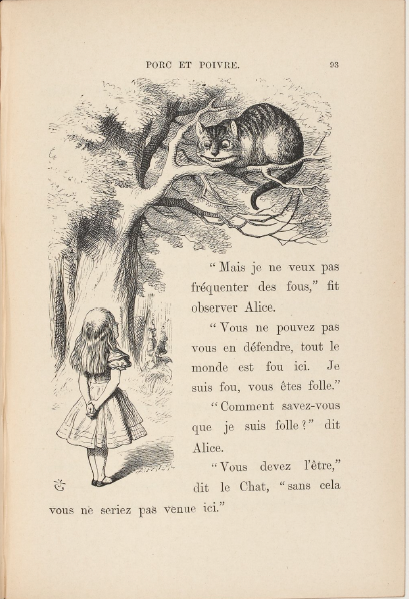 PORC ET POIVRE. 93
“Mais je ne veux pas
fréquenter des fous,” fit
observer Alice.
“Vous ne pouvez pas
vous en défendre, tout le
monde est fou ici. Je
suis fou, vous êtes folle.”
“Comment savez-vous
que je suis folle?” dit
Alice.
“Vous devez l'être,”
dit le Chat, “sans cela
vous ne seriez pas venue ici.”